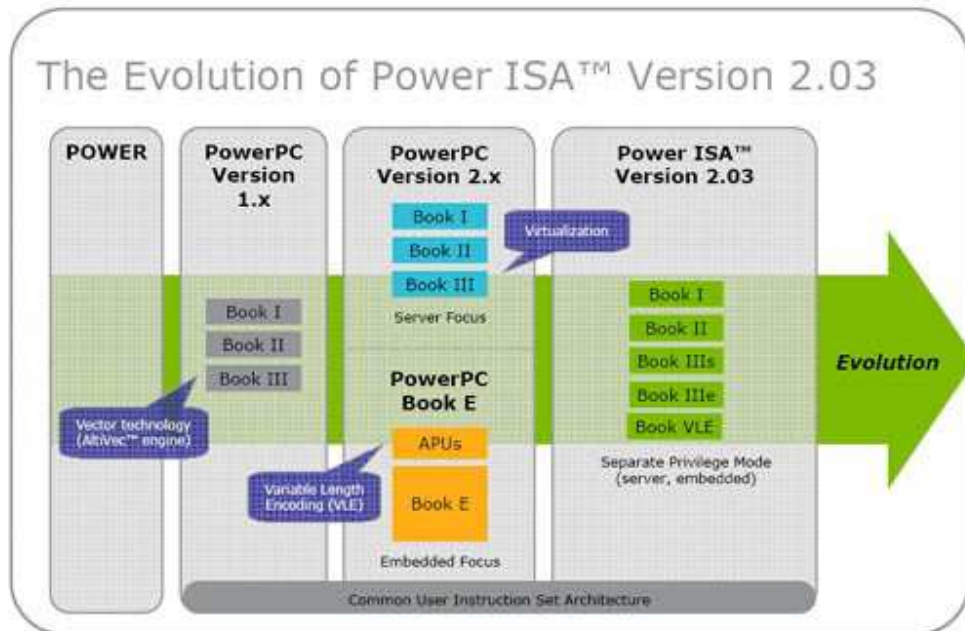 The Evolution of Power ISA™ Version 2.03
POWER
PowerPC
Version
1.x
Book I
Book II
Book III
Vector technology
(AltiVec™ engine)
PowerPC
Version 2.x
Book I
Book II
Book III
Virtualization
Server Focus
PowerPC
Book E
APUs
Book E
Variable Length
Encoding (VLE)
Embedded Focus
Power ISA™
Version 2.03
Book I
Book II
Book IIIs
Book IIIe
Book VLE
Separate Privilege Mode
(server, embedded)
Evolution
Common User Instruction Set Architecture